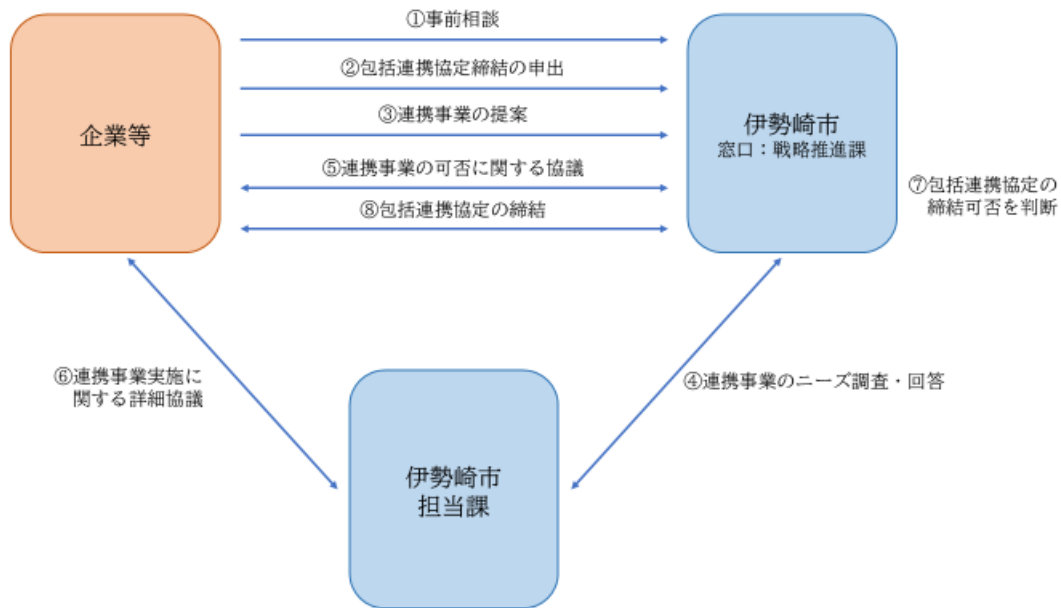 ①事前相談
②包括連携協定締結の申出
③連携事業の提案
⑤連携事業の可否に関する協議
⑧包括連携協定の締結
企業等
伊勢崎市
窓口：戦略推進課
⑦包括連携協定の
締結可否を判断
⑥連携事業実施に
関する詳細協議
④連携事業のニーズ調査・回答
伊勢崎市
担当課